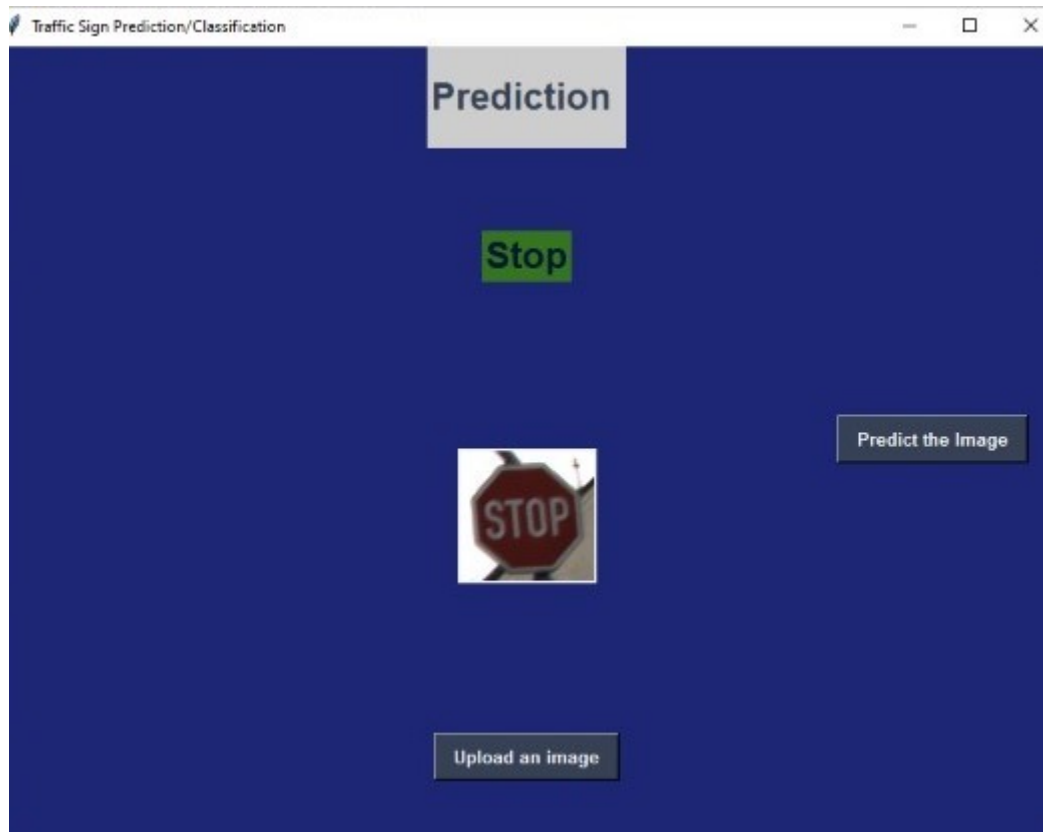 Traffic Sign Prediction/Classification
Prediction
Stop
Predict the Image
STOP
Upload an image